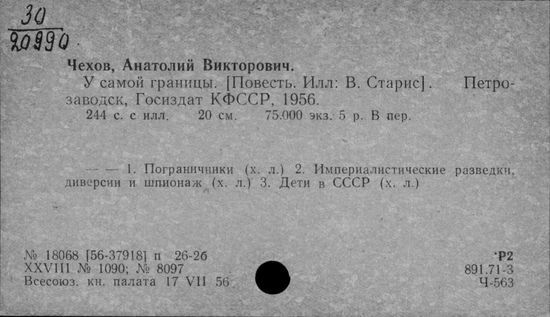 30
20990
Чехов, Анатолий Викторович.
У самой границы. [Повесть. Илл: В. Старис]. Петро-
заводск, Госиздат КФССР, 1956.
244 с. с илл. 20 см. 75.000 экз. 5 р. В пер.
— — 1. Пограничники (х. л.) 2. Империалистические разведки,
диверсии и шпионаж (х. л.) 3. Дети в СССР (х. л.)
№ 18068 [56-37918] п 26-2б
XXVIII № 1090; № 8097
Всесоюз. кн. палата 17 VII 56
Р2
891.71-3
Ч-563